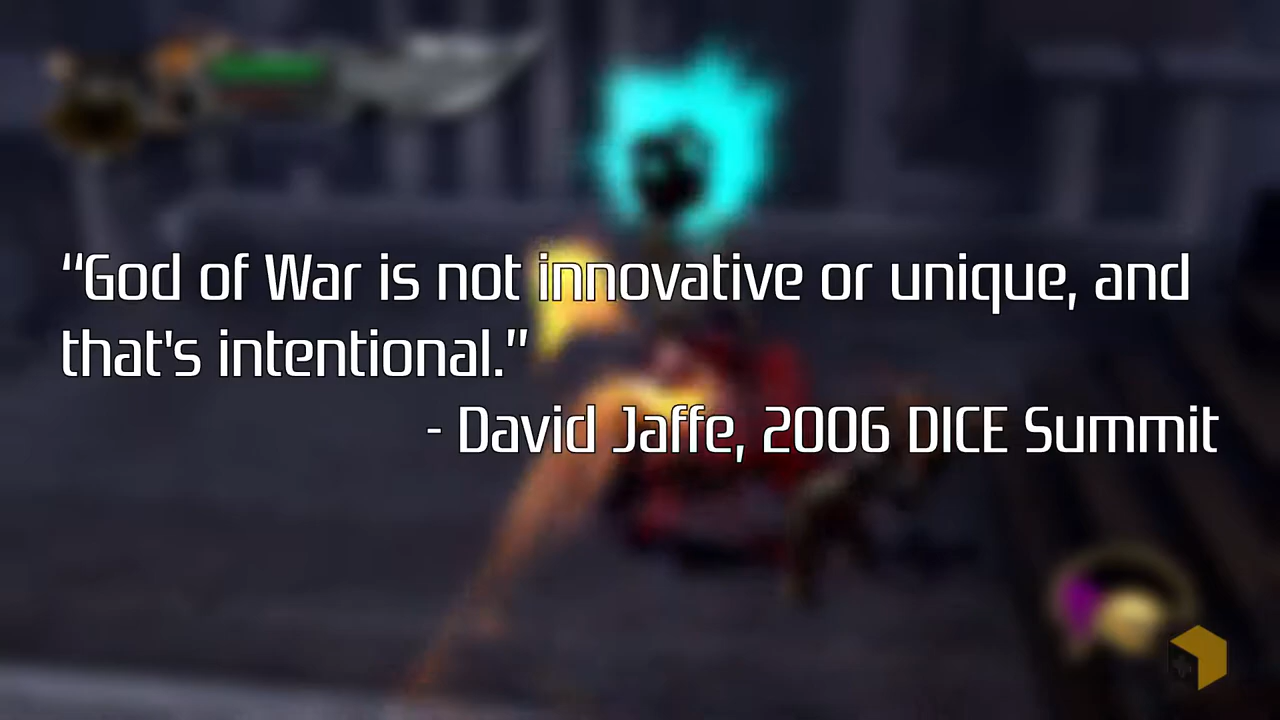 “God of War is not innovative or unique, and
that's intentional.”
- David Jaffe, 2006 DICE Summit